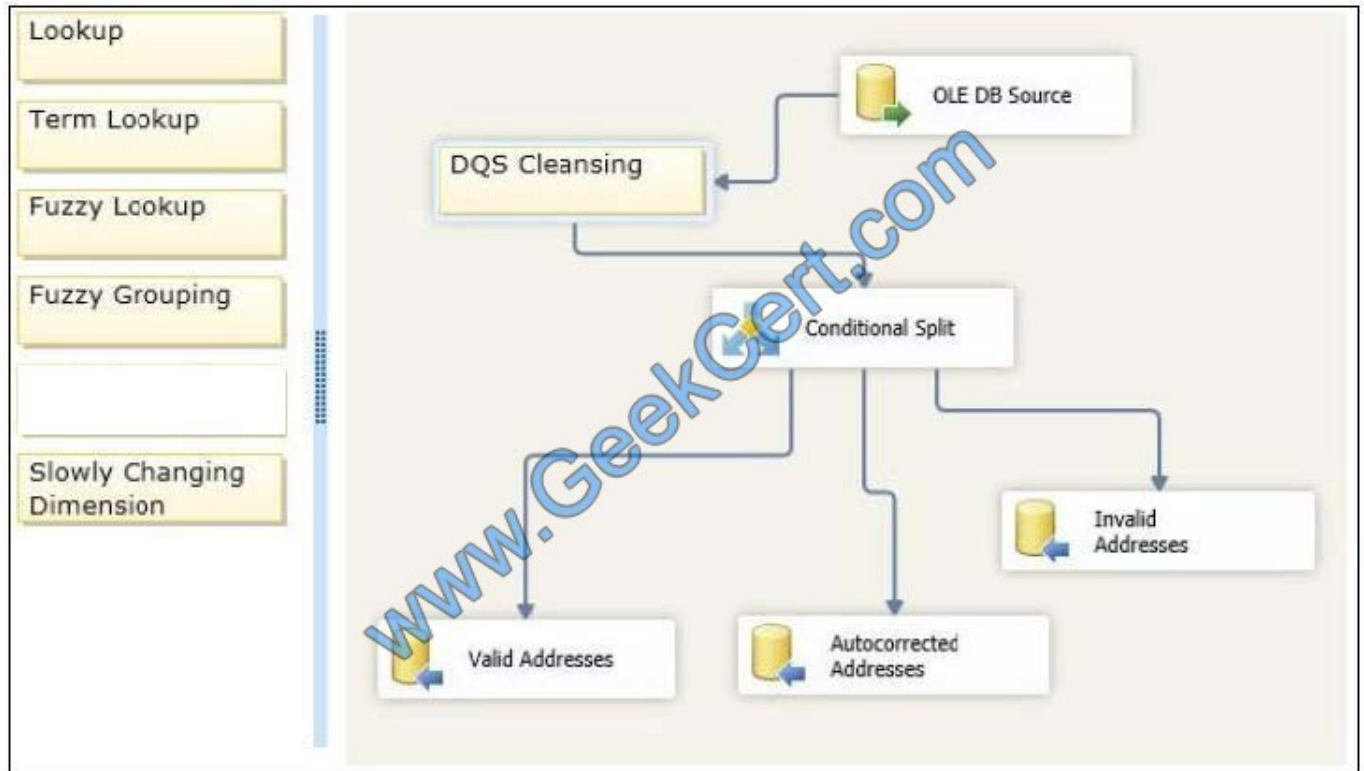 Lookup
Term Lookup
Fuzzy Lookup
Fuzzy Grouping
Slowly Changing
Dimension
OLE DB Source
DQS Cleansing
Conditional Split
Invalid
Addresses
Valid Addresses
Autocorrected
Addresses
www.GeekCert.com